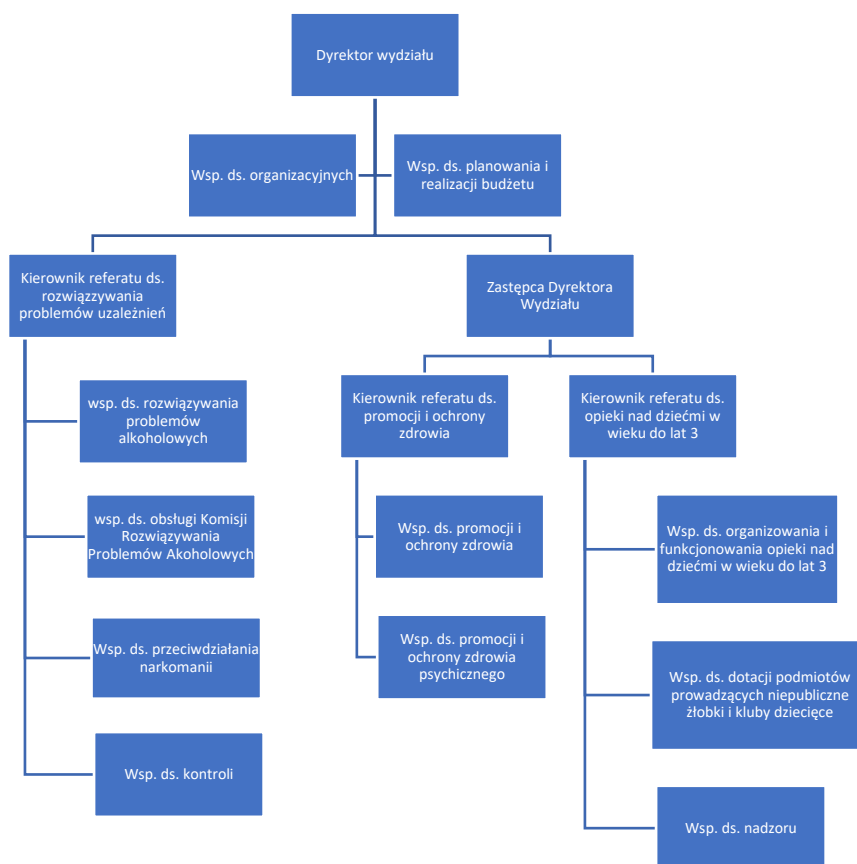 Dyrektor wydziału
Wsp. ds. organizacyjnych
Wsp. ds. planowania i
realizacji budżetu
Kierownik referatu ds.
rozwiązzywania
problemów uzależnień
Zastępca Dyrektora
Wydziału
wsp. ds. rozwiązywania
problemów
alkoholowych
wsp. ds. obsługi Komisji
Rozwiązywania
Problemów Akoholowych
Wsp. ds. przeciwdziałania
narkomanii
Wsp. ds. kontroli
Kierownik referatu ds.
promocji i ochrony
zdrowia
Wsp. ds. promocji i
ochrony zdrowia
Wsp. ds. promocji i
ochrony zdrowia
psychicznego
Kierownik referatu ds.
opieki nad dziećmi w
wieku do lat 3
Wsp. ds. organizowania i
funkcjonowania opieki nad
dziećmi w wieku do lat 3
Wsp. ds. dotacji podmiotów
prowadzących niepubliczne
żłobki i kluby dziecięce
Wsp. ds. nadzoru